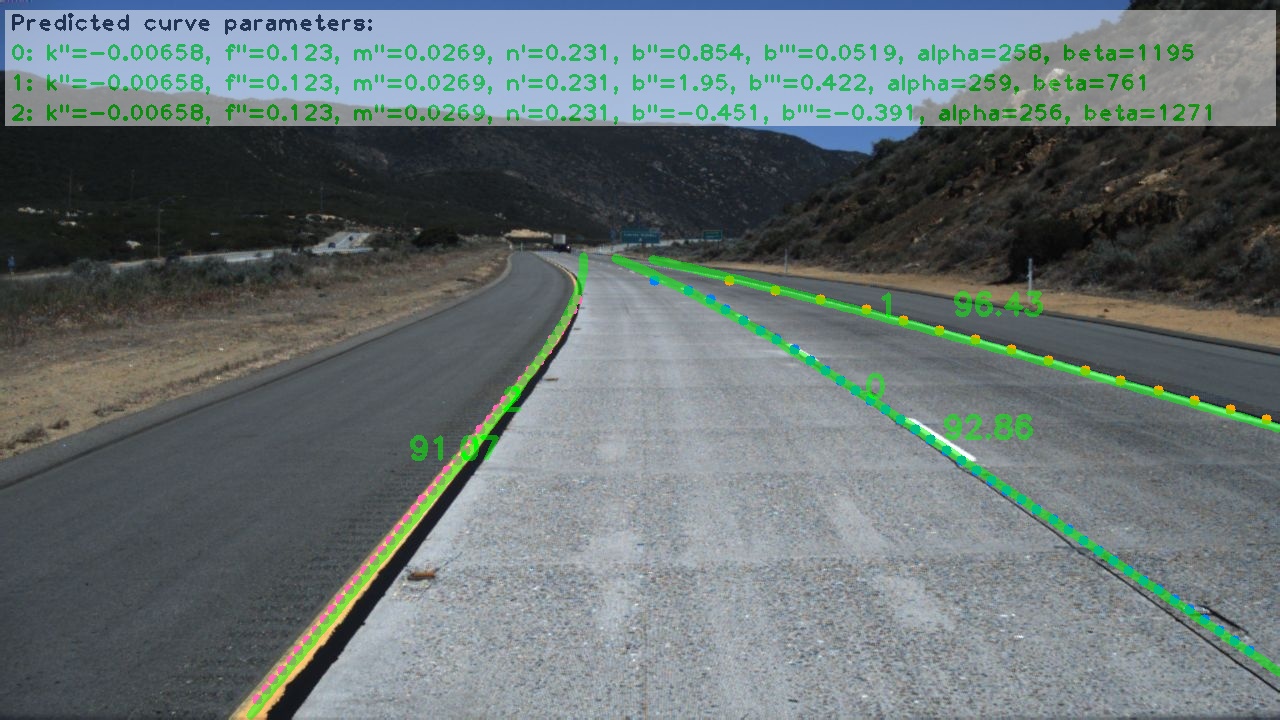 Predicted curve parameters:
0: k''=-0.00658, f''=0.123, m''=0.0269, n'=0.231, b''=0.854, b'''=0.0519, alpha=258, beta=1195
1: k''=-0.00658, f''=0.123, m''=0.0269, n'=0.231, b''=1.95, b'''=0.422, alpha=259, beta=761
2: k''=-0.00658, f''=0.123, m''=0.0269, n'=0.231, b''=-0.451, b'''=-0.391, alpha=256, beta=1271
1 96.43
0
2
92.86
91.07